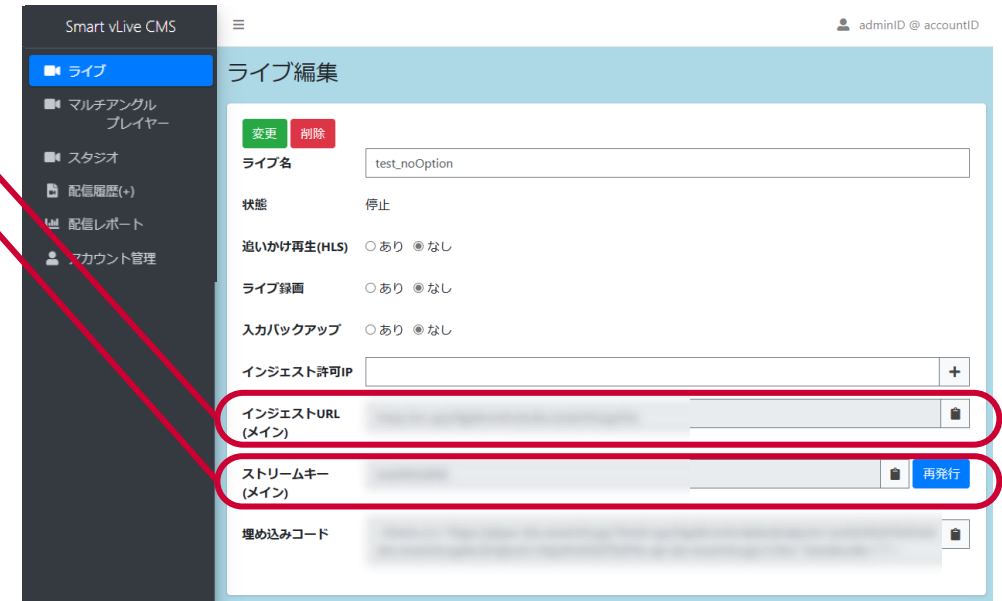 Smart vLive CMS
adminID @ accountID
ライブ
マルチアングル
プレイヤー
スタジオ
配信履歴(+)
配信レポート
アカウント管理
ライブ編集
変更 削除
ライブ名 test_noOption
状態 停止
追いかけ再生(HLS) あり なし
ライブ録画 あり なし
入力バックアップ あり なし
インジェスト許可IP +
インジェストURL
(メイン)
ストリームキー 再発行
(メイン)
埋め込みコード